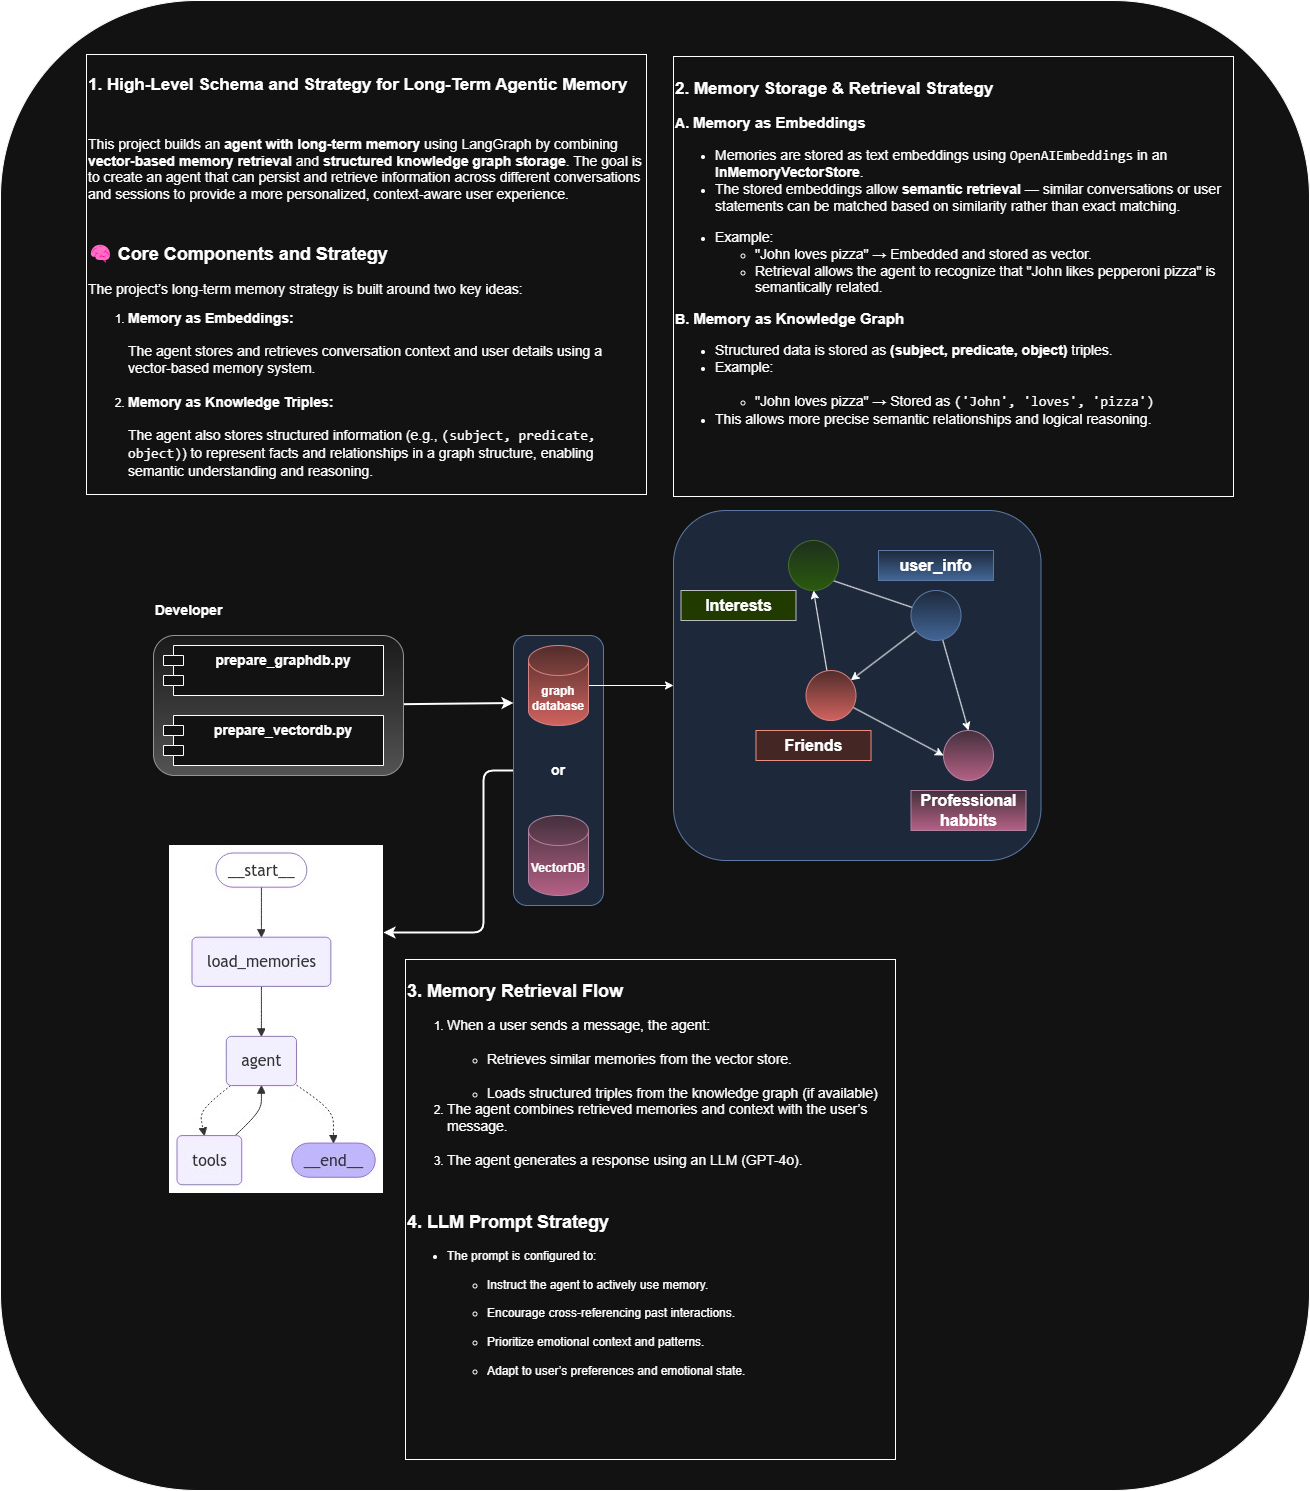 1. High-Level Schema and Strategy for Long-Term Agentic Memory
This project builds an agent with long-term memory using LangGraph by combining
vector-based memory retrieval and structured knowledge graph storage. The goal is
to create an agent that can persist and retrieve information across different conversations
and sessions to provide a more personalized, context-aware user experience.
🧠 Core Components and Strategy
The project's long-term memory strategy is built around two key ideas:
1. Memory as Embeddings:
The agent stores and retrieves conversation context and user details using a
vector-based memory system.
2. Memory as Knowledge Triples:
The agent also stores structured information (e.g., (subject, predicate,
object)) to represent facts and relationships in a graph structure, enabling
semantic understanding and reasoning.
2. Memory Storage & Retrieval Strategy
A. Memory as Embeddings
• Memories are stored as text embeddings using OpenAIEmbeddings in an
InMemoryVectorStore.
• The stored embeddings allow semantic retrieval — similar conversations or user
statements can be matched based on similarity rather than exact matching.
• Example:
◦ "John loves pizza" → Embedded and stored as vector.
◦ Retrieval allows the agent to recognize that "John likes pepperoni pizza" is
semantically related.
B. Memory as Knowledge Graph
• Structured data is stored as (subject, predicate, object) triples.
• Example:
◦ "John loves pizza" → Stored as ('John', 'loves', 'pizza')
• This allows more precise semantic relationships and logical reasoning.
Developer
prepare_graphdb.py
prepare_vectordb.py
graph
database
or
VectorDB
user_info
Interests
Friends
Professional
habbits
__start__
load_memories
agent
tools
__end__
3. Memory Retrieval Flow
1. When a user sends a message, the agent:
◦ Retrieves similar memories from the vector store.
◦ Loads structured triples from the knowledge graph (if available)
2. The agent combines retrieved memories and context with the user's
message.
3. The agent generates a response using an LLM (GPT-4o).
4. LLM Prompt Strategy
• The prompt is configured to:
◦ Instruct the agent to actively use memory.
◦ Encourage cross-referencing past interactions.
◦ Prioritize emotional context and patterns.
◦ Adapt to user's preferences and emotional state.